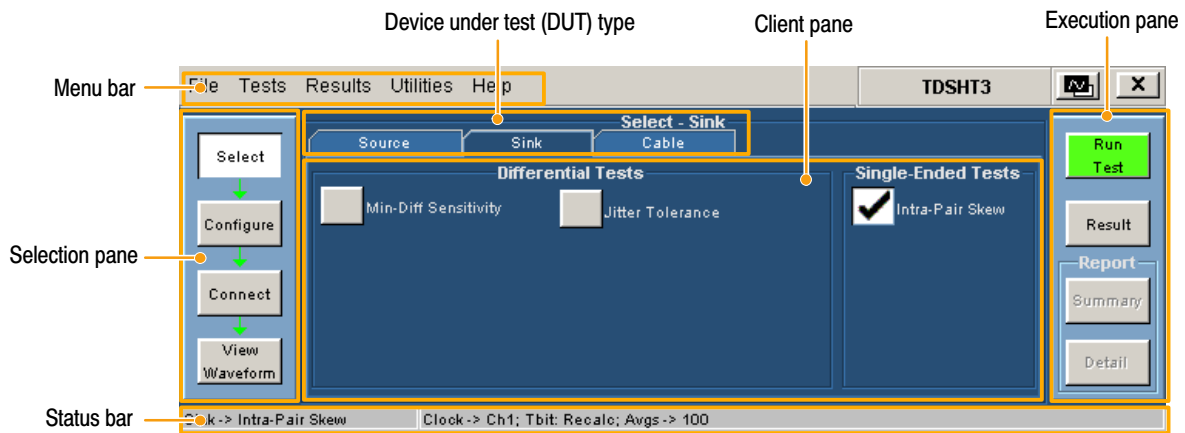 Device under test (DUT) type
Client pane
Execution pane
Menu bar
File Tests Results Utilities Help
TDSHT3
X
Select - Sink
Source Sink Cable
Select
Configure
Connect
View
Waveform
Selection pane
Differential Tests
Min-Diff Sensitivity
Jitter Tolerance
Single-Ended Tests
Intra-Pair Skew
Run
Test
Result
Report
Summary
Detail
Status bar
Sink -> Intra-Pair Skew
Clock -> Ch1; Tbit: Recalc; Avgs -> 100